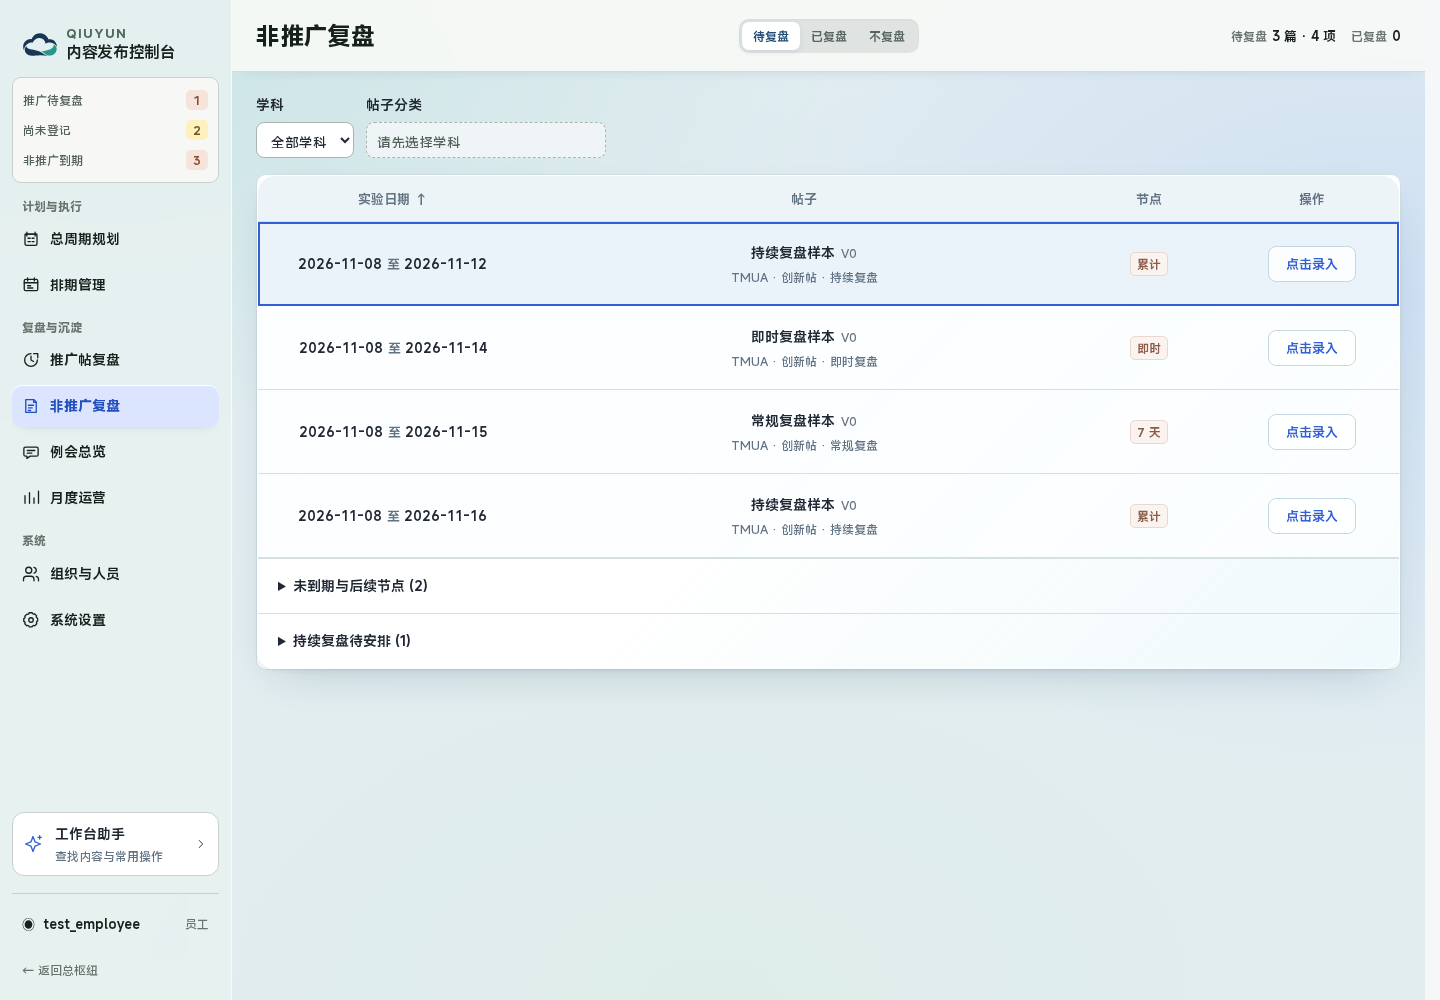 QIUYUN
内容发布控制台
推广待复盘 1
尚未登记 2
非推广到期 3
计划与执行
总周期规划
排期管理
复盘与沉淀
推广帖复盘
非推广复盘
例会总览
月度运营
系统
组织与人员
系统设置
工作台助手
查找内容与常用操作
test_employee 员工
← 返回总枢纽
非推广复盘
待复盘 已复盘 不复盘
待复盘 3 篇 · 4 项 已复盘 0
学科 帖子分类
全部学科 请先选择学科
实验日期 ↑ 帖子 节点 操作
2026-11-08 至 2026-11-12 持续复盘样本 V0 累计 点击录入
TMUA · 创新帖 · 持续复盘
2026-11-08 至 2026-11-14 即时复盘样本 V0 即时 点击录入
TMUA · 创新帖 · 即时复盘
2026-11-08 至 2026-11-15 常规复盘样本 V0 7 天 点击录入
TMUA · 创新帖 · 常规复盘
2026-11-08 至 2026-11-16 持续复盘样本 V0 累计 点击录入
TMUA · 创新帖 · 持续复盘
▶ 未到期与后续节点 (2)
▶ 持续复盘待安排 (1)